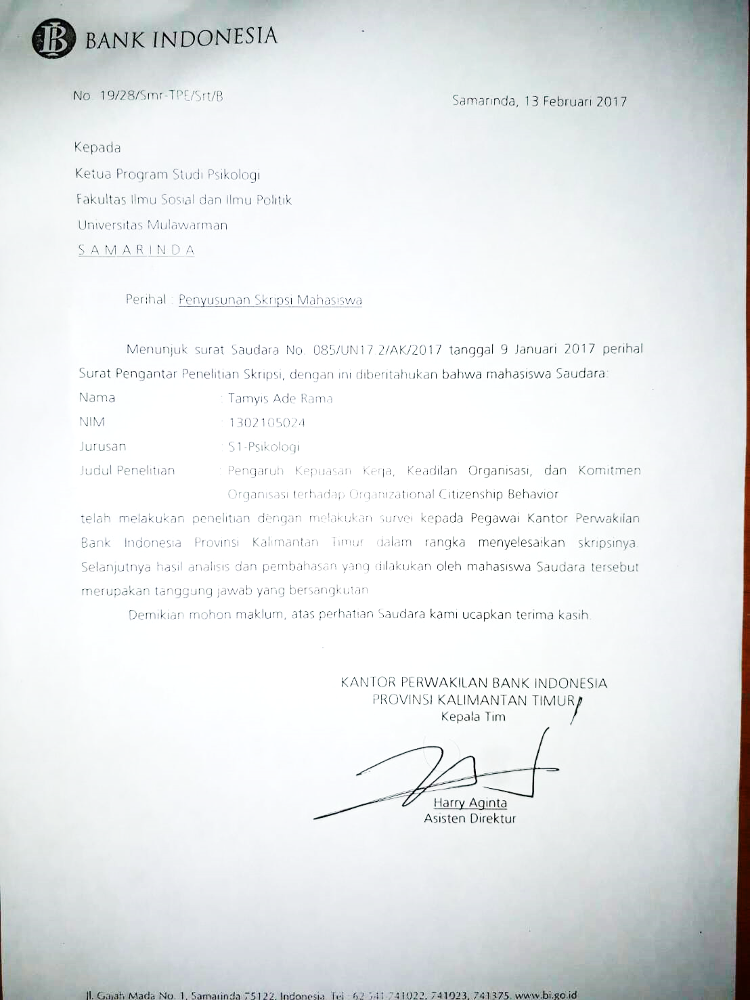 BANK INDONESIA
No 19/28/Smr-TPE/Srt/B
Samarinda, 13 Februari 2017
Kepada
Ketua Program Studi Psikologi
Fakultas Ilmu Sosial dan Ilmu Politik
Universitas Mulawarman
S A M A R I N D A
Perihal : Penyusunan Skripsi Mahasiswa
Menunjuk surat Saudara No. 085/UN17.2/AK/2017 tanggal 9 Januari 2017 perihal
Surat Pengantar Penelitian Skripsi, dengan ini diberitahukan bahwa mahasiswa Saudara:
Nama : Tamyis Ade Rama
NIM : 1302105024
Jurusan : S1-Psikologi
Judul Penelitian : Pengaruh Kepuasan Kerja, Keadilan Organisasi, dan Komitmen
Organisasi terhadap Organizational Citizenship Behavior
telah melakukan penelitian dengan melakukan survei kepada Pegawai Kantor Perwakilan
Bank Indonesia Provinsi Kalimantan Timur dalam rangka menyelesaikan skripsinya.
Selanjutnya hasil analisis dan pembahasan yang dilakukan oleh mahasiswa Saudara tersebut
merupakan tanggung jawab yang bersangkutan
Demikian mohon maklum, atas perhatian Saudara kami ucapkan terima kasih.
KANTOR PERWAKILAN BANK INDONESIA
PROVINSI KALIMANTAN TIMUR
Kepala Tim
Harry Aginta
Asisten Direktur
Jl. Gajah Mada No. 1, Samarinda 75122, Indonesia Tel : 62-541-741022, 741023, 741375, www.bi.go.id